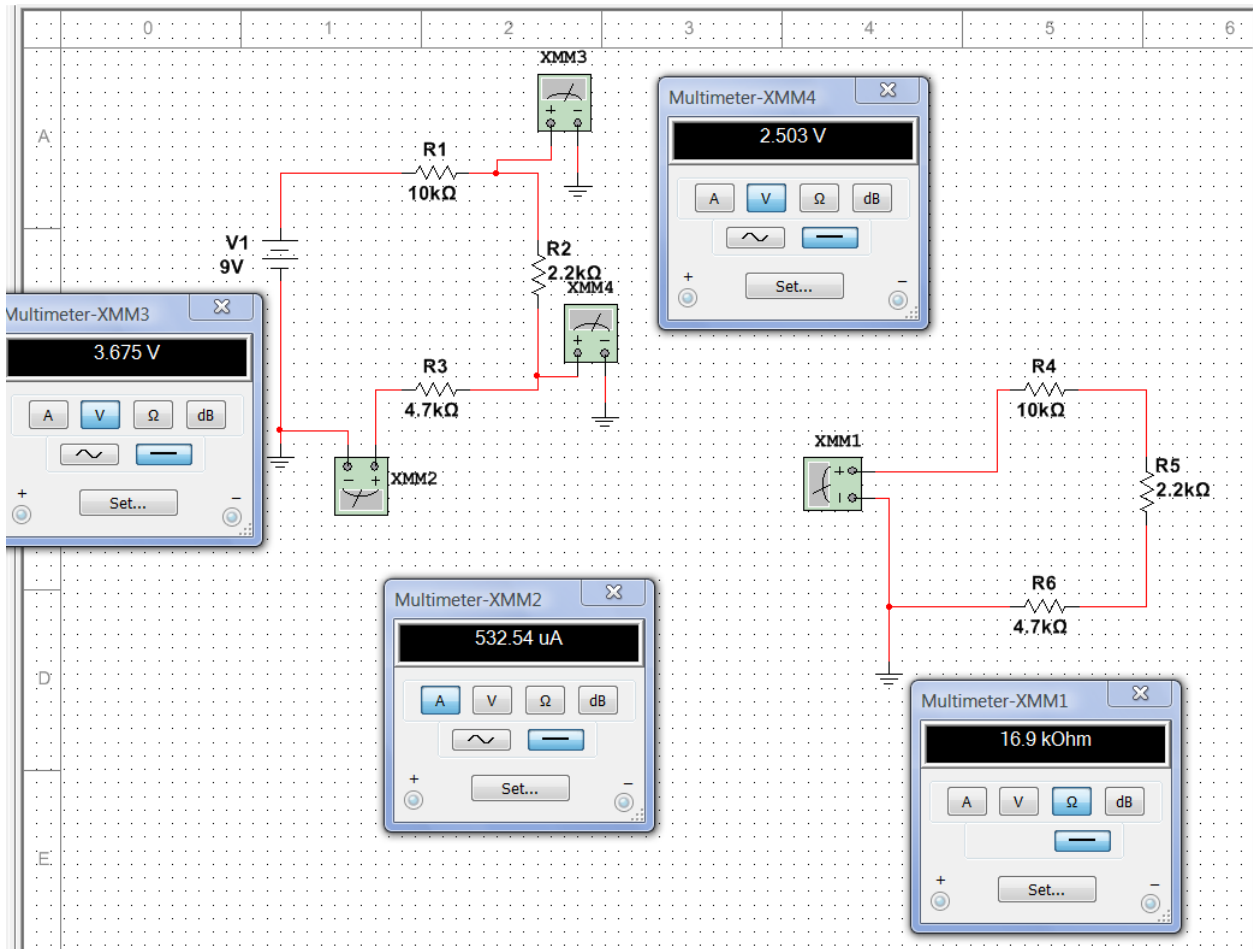 0 1 2 3 4 5 6
A
D
E
XMM3
R1
10kΩ
V1
9V
R2
2.2kΩ
XMM4
R3
4.7kΩ
XMM2
+ −
+ −
− +
Multimeter-XMM4
2.503 V
A V Ω dB
Set...
+ −
Multimeter-XMM3
3.675 V
A V Ω dB
Set...
+ −
R4
10kΩ
XMM1
+
R5
2.2kΩ
R6
4.7kΩ
Multimeter-XMM2
532.54 uA
A V Ω dB
Set...
+ −
Multimeter-XMM1
16.9 kOhm
A V Ω dB
Set...
+ −